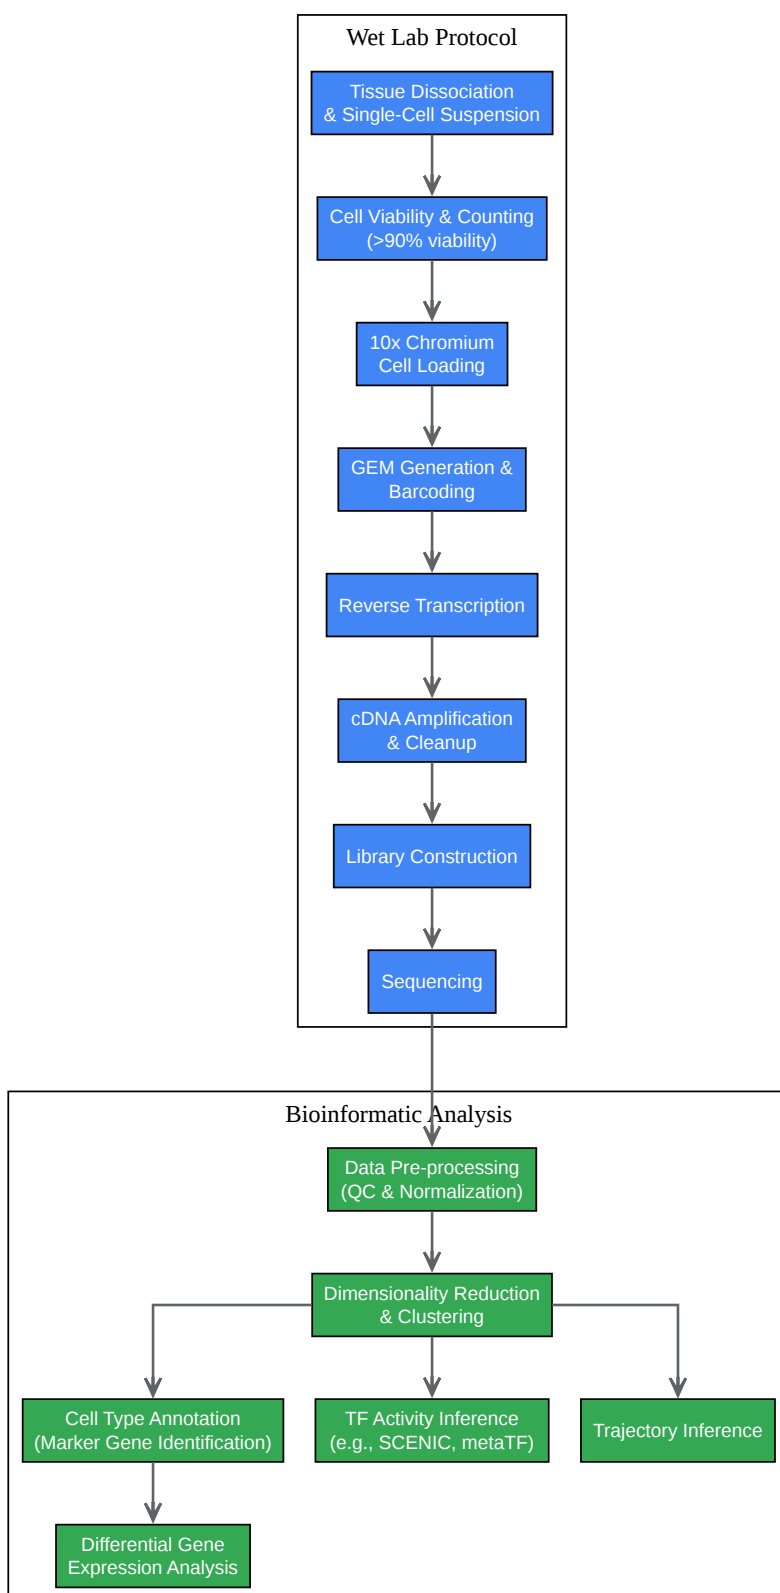 Wet Lab Protocol
Tissue Dissociation
& Single-Cell Suspension
Cell Viability & Counting
(>90% viability)
10x Chromium
Cell Loading
GEM Generation &
Barcoding
Reverse Transcription
cDNA Amplification
& Cleanup
Library Construction
Sequencing
Bioinformatic Analysis
Data Pre-processing
(QC & Normalization)
Dimensionality Reduction
& Clustering
Cell Type Annotation
(Marker Gene Identification)
TF Activity Inference
(e.g., SCENIC, metaTF)
Trajectory Inference
Differential Gene
Expression Analysis